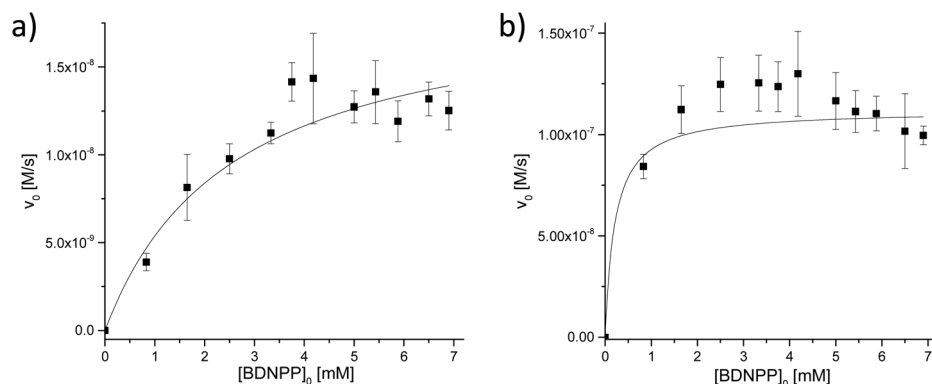 a)
1.5x10⁻⁸
1.0x10⁻⁸
5.0x10⁻⁹
0.0
v₀ [M/s]
0 1 2 3 4 5 6 7
[BDNPP]₀ [mM]
b)
1.50x10⁻⁷
1.00x10⁻⁷
5.00x10⁻⁸
0.00
v₀ [M/s]
0 1 2 3 4 5 6 7
[BDNPP]₀ [mM]